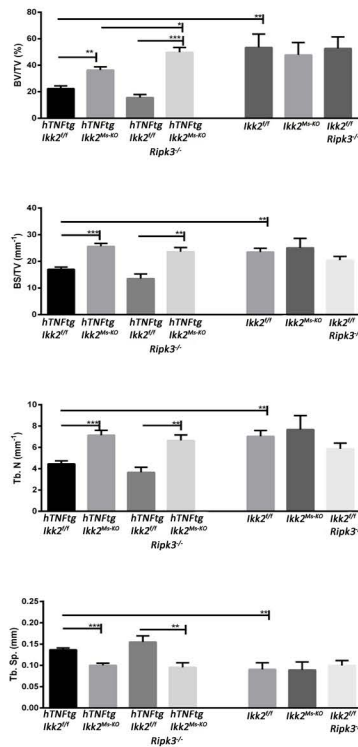 BV/TV (%)
80
60
40
20
0
** * *** **
hTNFtg hTNFtg hTNFtg hTNFtg Ikk2f/f Ikk2Ms-KO Ikk2f/f
Ikk2f/f Ikk2Ms-KO Ikk2f/f Ikk2Ms-KO Ripk3-/-
Ripk3-/-
BS/TV (mm-1)
40
30
20
10
0
*** ** **
hTNFtg hTNFtg hTNFtg hTNFtg Ikk2f/f Ikk2Ms-KO Ikk2f/f
Ikk2f/f Ikk2Ms-KO Ikk2f/f Ikk2Ms-KO Ripk3-/-
Ripk3-/-
Tb. N (mm-1)
10
8
6
4
2
0
*** ** **
hTNFtg hTNFtg hTNFtg hTNFtg Ikk2f/f Ikk2Ms-KO Ikk2f/f
Ikk2f/f Ikk2Ms-KO Ikk2f/f Ikk2Ms-KO Ripk3-/-
Ripk3-/-
Tb. Sp. (mm)
0.20
0.15
0.10
0.05
0.00
*** ** **
hTNFtg hTNFtg hTNFtg hTNFtg Ikk2f/f Ikk2Ms-KO Ikk2f/f
Ikk2f/f Ikk2Ms-KO Ikk2f/f Ikk2Ms-KO Ripk3-/-
Ripk3-/-